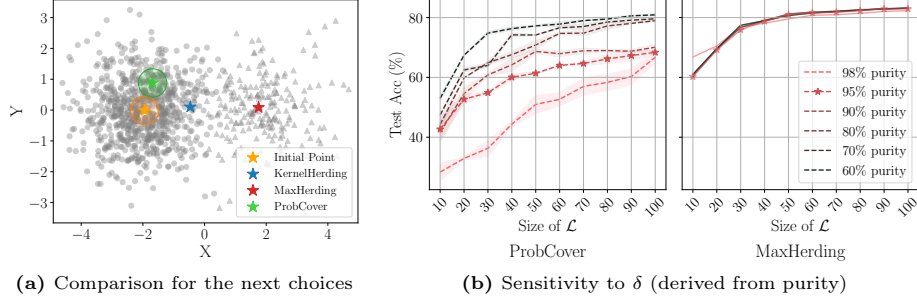 Y
3
2
1
0
−1
−2
−3
−4
−2
0
2
4
X
Initial Point
KernelHerding
MaxHerding
ProbCover
(a) Comparison for the next choices
Test Acc (%)
80
60
40
10
20
30
40
50
60
70
80
90
100
Size of 𝓛
ProbCover
98% purity
95% purity
90% purity
80% purity
70% purity
60% purity
10
20
30
40
50
60
70
80
90
100
Size of 𝓛
MaxHerding
(b) Sensitivity to δ (derived from purity)